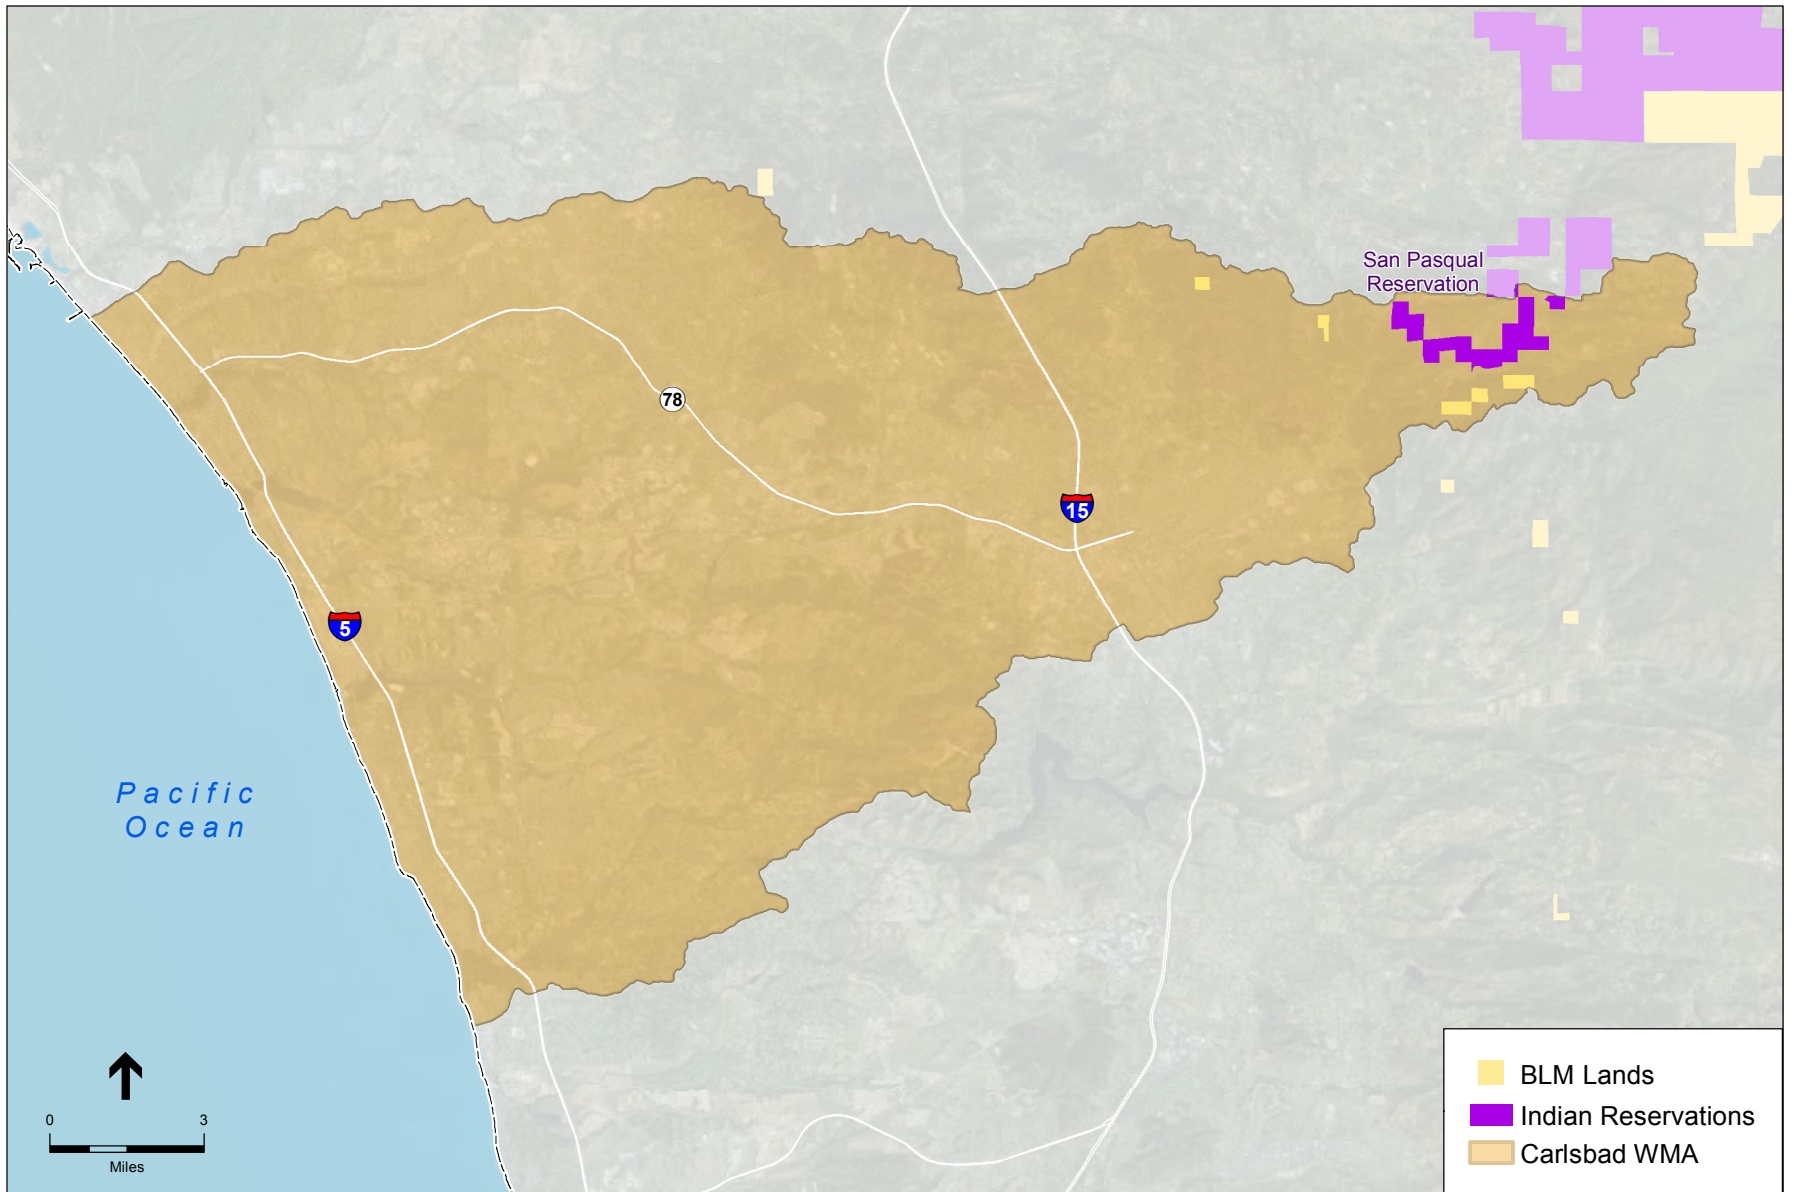 San Pasqual
Reservation
78
15
5
Pacific
Ocean
0 3
Miles
BLM Lands
Indian Reservations
Carlsbad WMA